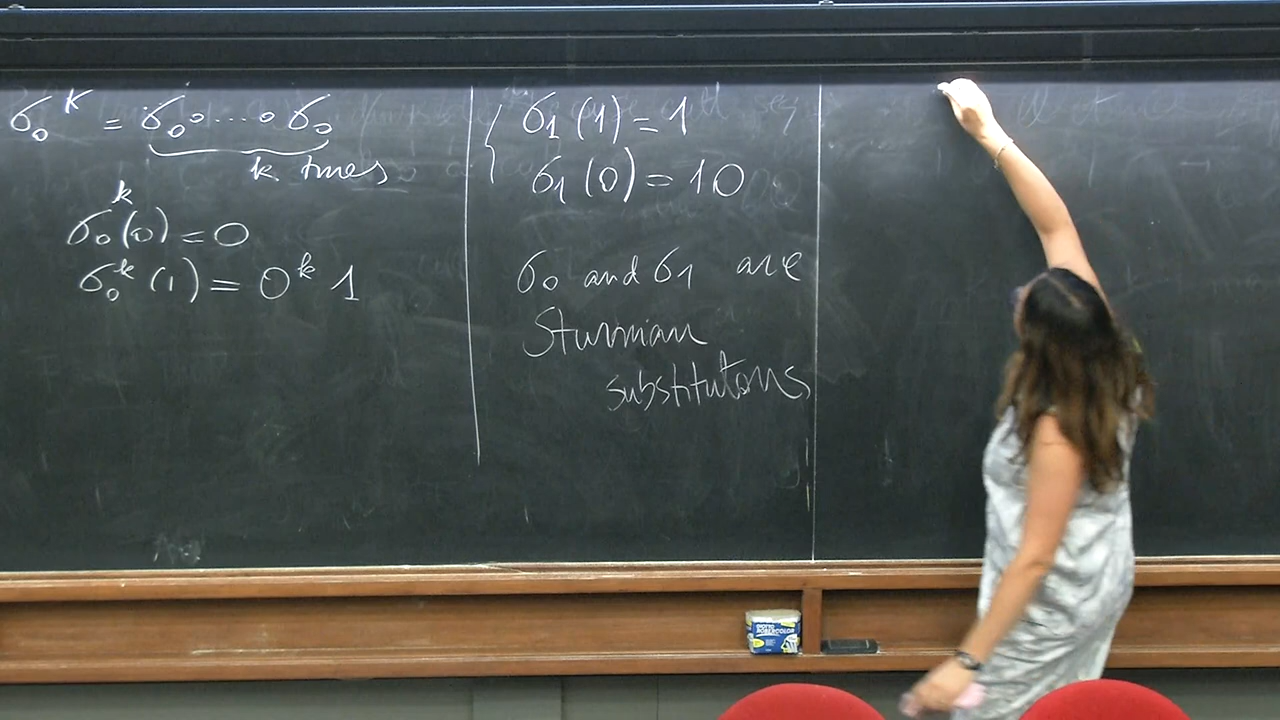 σ₀ᵏ = σ₀∘...∘σ₀
k times
σ₀ᵏ(0) = 0
σ₀ᵏ(1) = 0ᵏ 1
{ σ₁(1) = 1
σ₁(0) = 10
σ₀ and σ₁ are
Sturmian
substitutons